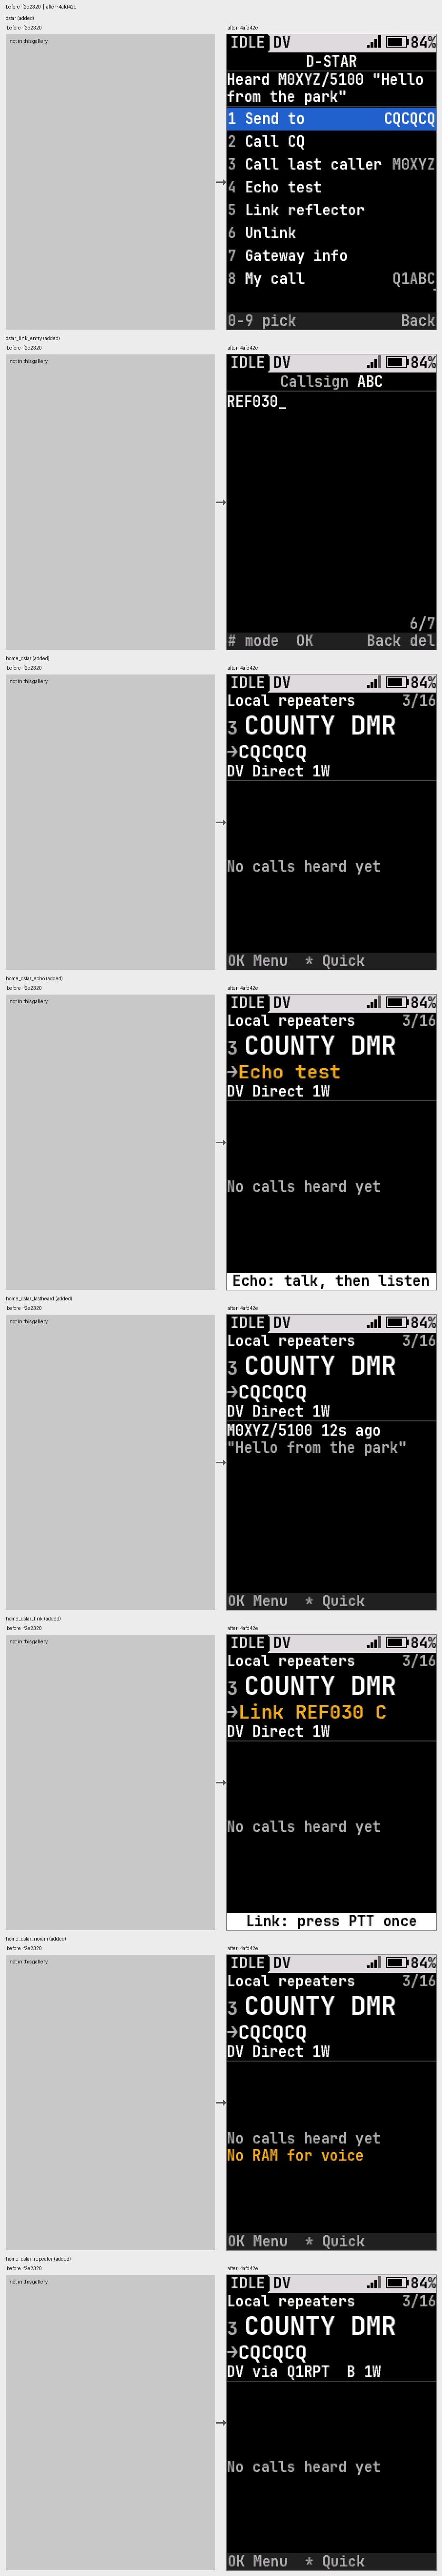 before · f2e2320 | after · 4afd42e
dstar (added)
before · f2e2320
after · 4afd42e
not in this gallery
→
IDLE DV 84%
D-STAR
Heard M0XYZ/5100 "Hello
from the park"
1 Send to CQCQCQ
2 Call CQ
3 Call last caller M0XYZ
4 Echo test
5 Link reflector
6 Unlink
7 Gateway info
8 My call Q1ABC
0-9 pick Back
dstar_link_entry (added)
before · f2e2320
after · 4afd42e
not in this gallery
→
IDLE DV 84%
Callsign ABC
REF030_
6/7
# mode OK Back del
home_dstar (added)
before · f2e2320
after · 4afd42e
not in this gallery
→
IDLE DV 84%
Local repeaters 3/16
3 COUNTY DMR
→CQCQCQ
DV Direct 1W
No calls heard yet
OK Menu * Quick
home_dstar_echo (added)
before · f2e2320
after · 4afd42e
not in this gallery
→
IDLE DV 84%
Local repeaters 3/16
3 COUNTY DMR
→Echo test
DV Direct 1W
No calls heard yet
Echo: talk, then listen
home_dstar_lastheard (added)
before · f2e2320
after · 4afd42e
not in this gallery
→
IDLE DV 84%
Local repeaters 3/16
3 COUNTY DMR
→CQCQCQ
DV Direct 1W
M0XYZ/5100 12s ago
"Hello from the park"
OK Menu * Quick
home_dstar_link (added)
before · f2e2320
after · 4afd42e
not in this gallery
→
IDLE DV 84%
Local repeaters 3/16
3 COUNTY DMR
→Link REF030 C
DV Direct 1W
No calls heard yet
Link: press PTT once
home_dstar_noram (added)
before · f2e2320
after · 4afd42e
not in this gallery
→
IDLE DV 84%
Local repeaters 3/16
3 COUNTY DMR
→CQCQCQ
DV Direct 1W
No calls heard yet
No RAM for voice
OK Menu * Quick
home_dstar_repeater (added)
before · f2e2320
after · 4afd42e
not in this gallery
→
IDLE DV 84%
Local repeaters 3/16
3 COUNTY DMR
→CQCQCQ
DV via Q1RPT B 1W
No calls heard yet
OK Menu * Quick